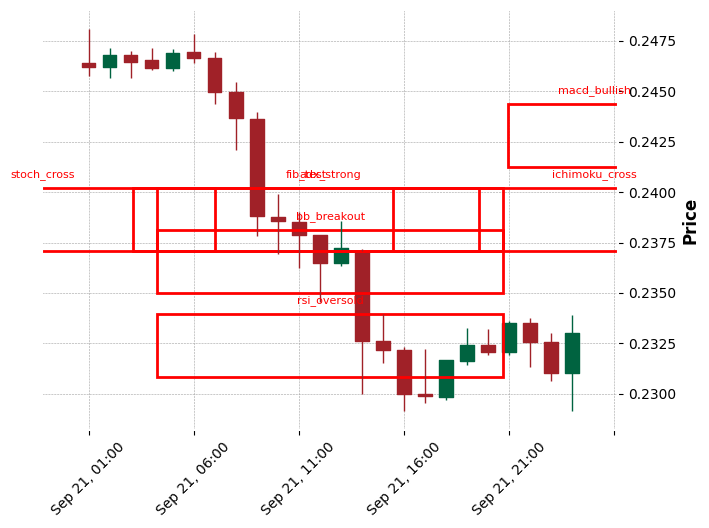 0.2475
macd_bullish
0.2450
0.2425
stoch_cross
adx_strong
ichimoku_cross
0.2400
bb_breakout
Price
0.2375
0.2350
rsi_oversold
0.2325
0.2300
Sep 21, 01:00
Sep 21, 06:00
Sep 21, 11:00
Sep 21, 16:00
Sep 21, 21:00